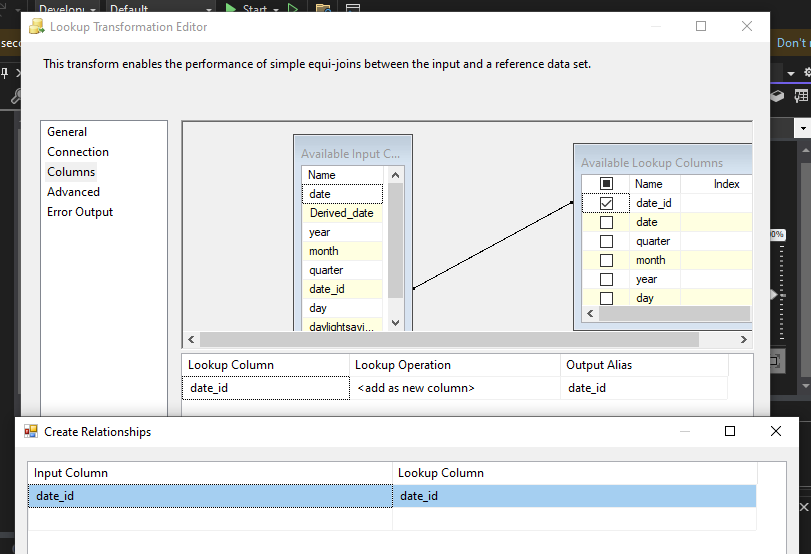 Develop
Default
Start
seco
Don't
Lookup Transformation Editor
This transform enables the performance of simple equi-joins between the input and a reference data set.
General
Connection
Columns
Advanced
Error Output
Available Input C...
Name
date
Derived_date
year
month
quarter
date_id
day
daylightsavi...
Available Lookup Columns
Name Index
date_id
date
quarter
month
year
day
0%
Lookup Column Lookup Operation Output Alias
date_id <add as new column> date_id
Create Relationships
Input Column Lookup Column
date_id date_id